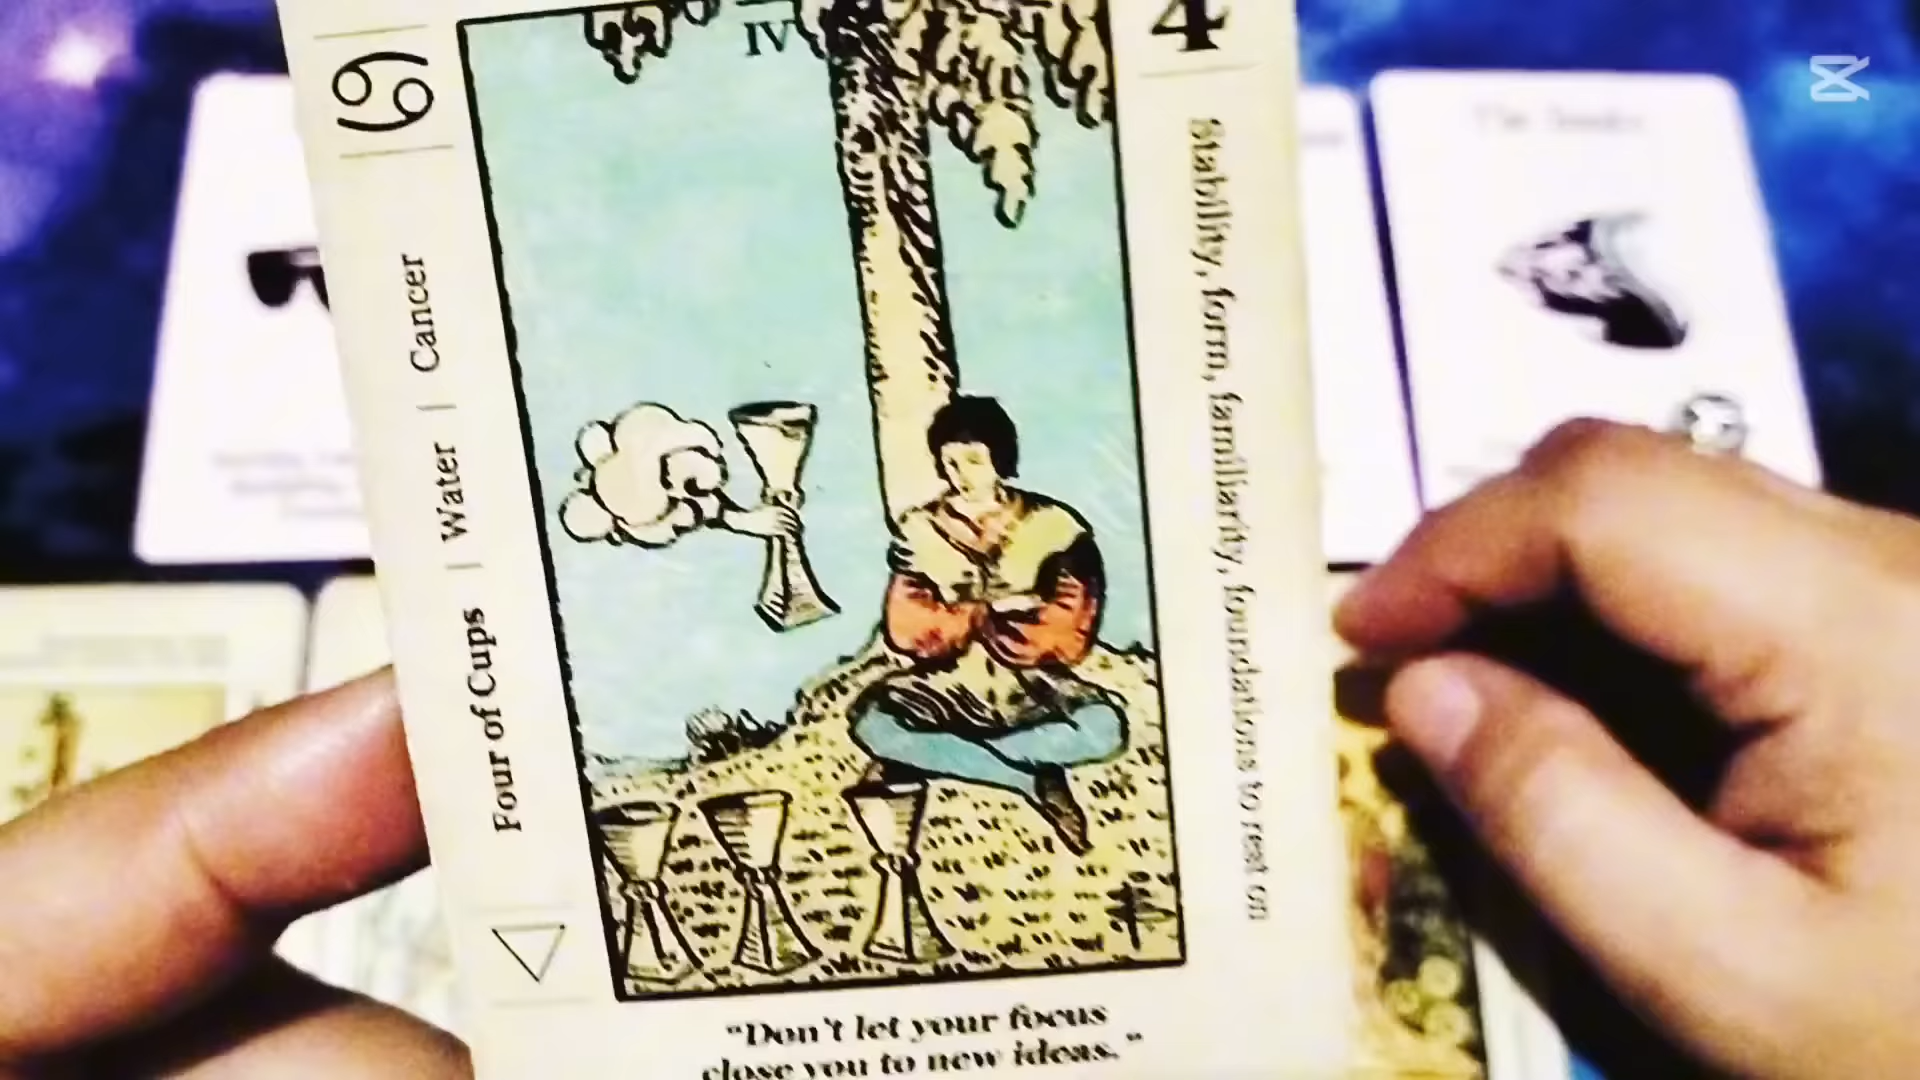 IV
4
Four of Cups | Water | Cancer
Stability, form, familiarity, foundations to rest on
"Don't let your focus
close you to new ideas."